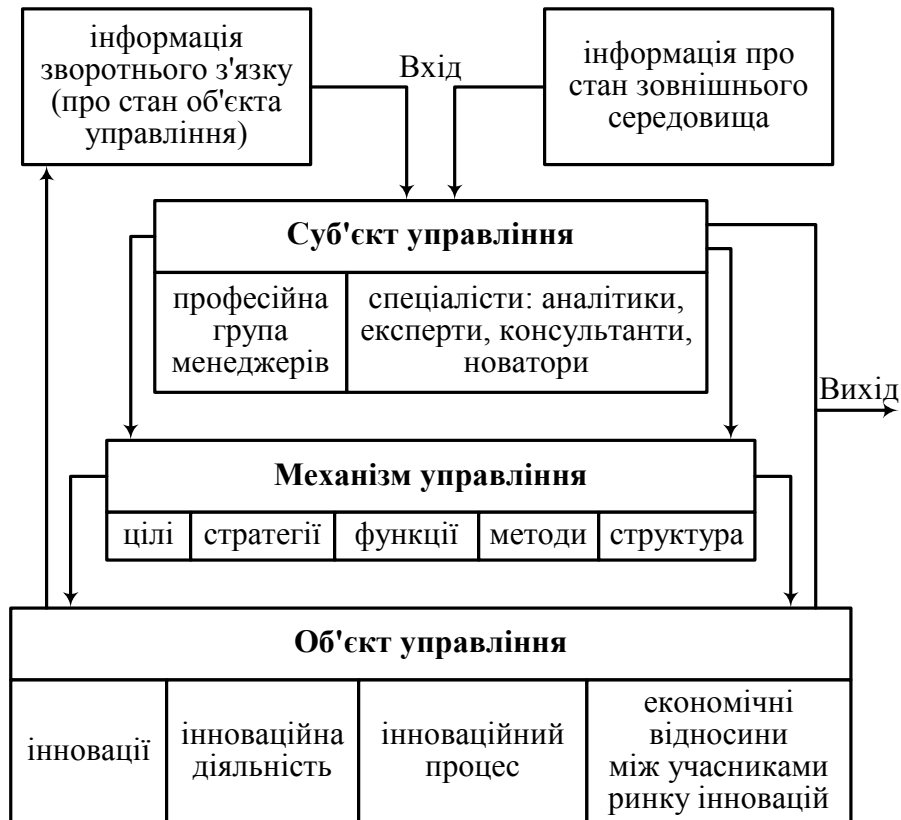 інформація
зворотнього з'язку
(про стан об'єкта
управління)
Вхід
інформація про
стан зовнішнього
середовища
Суб'єкт управління
професійна
група
менеджерів
спеціалісти: аналітики,
експерти, консультанти,
новатори
Вихід
Механізм управління
цілі
стратегії
функції
методи
структура
Об'єкт управління
інновації
інноваційна
діяльність
інноваційний
процес
економічні
відносини
між учасниками
ринку інновацій